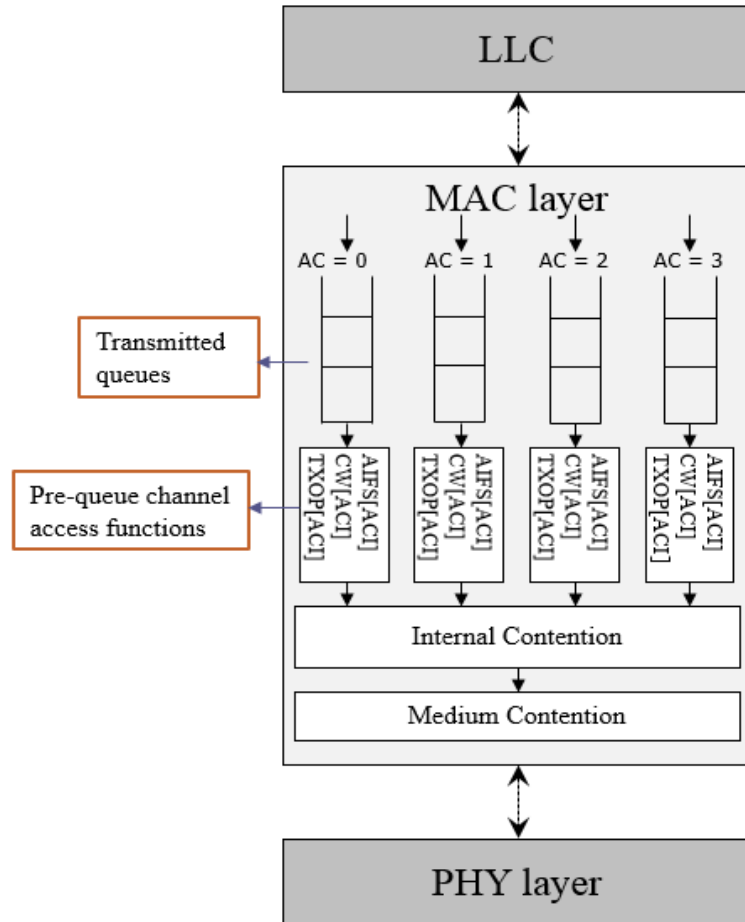 LLC
MAC layer
AC = 0 AC = 1 AC = 2 AC = 3
Transmitted
queues
Pre-queue channel
access functions
AIFS[ACI]
CW[ACI]
TXOP[ACI]
AIFS[ACI]
CW[ACI]
TXOP[ACI]
AIFS[ACI]
CW[ACI]
TXOP[ACI]
AIFS[ACI]
CW[ACI]
TXOP[ACI]
Internal Contention
Medium Contention
PHY layer